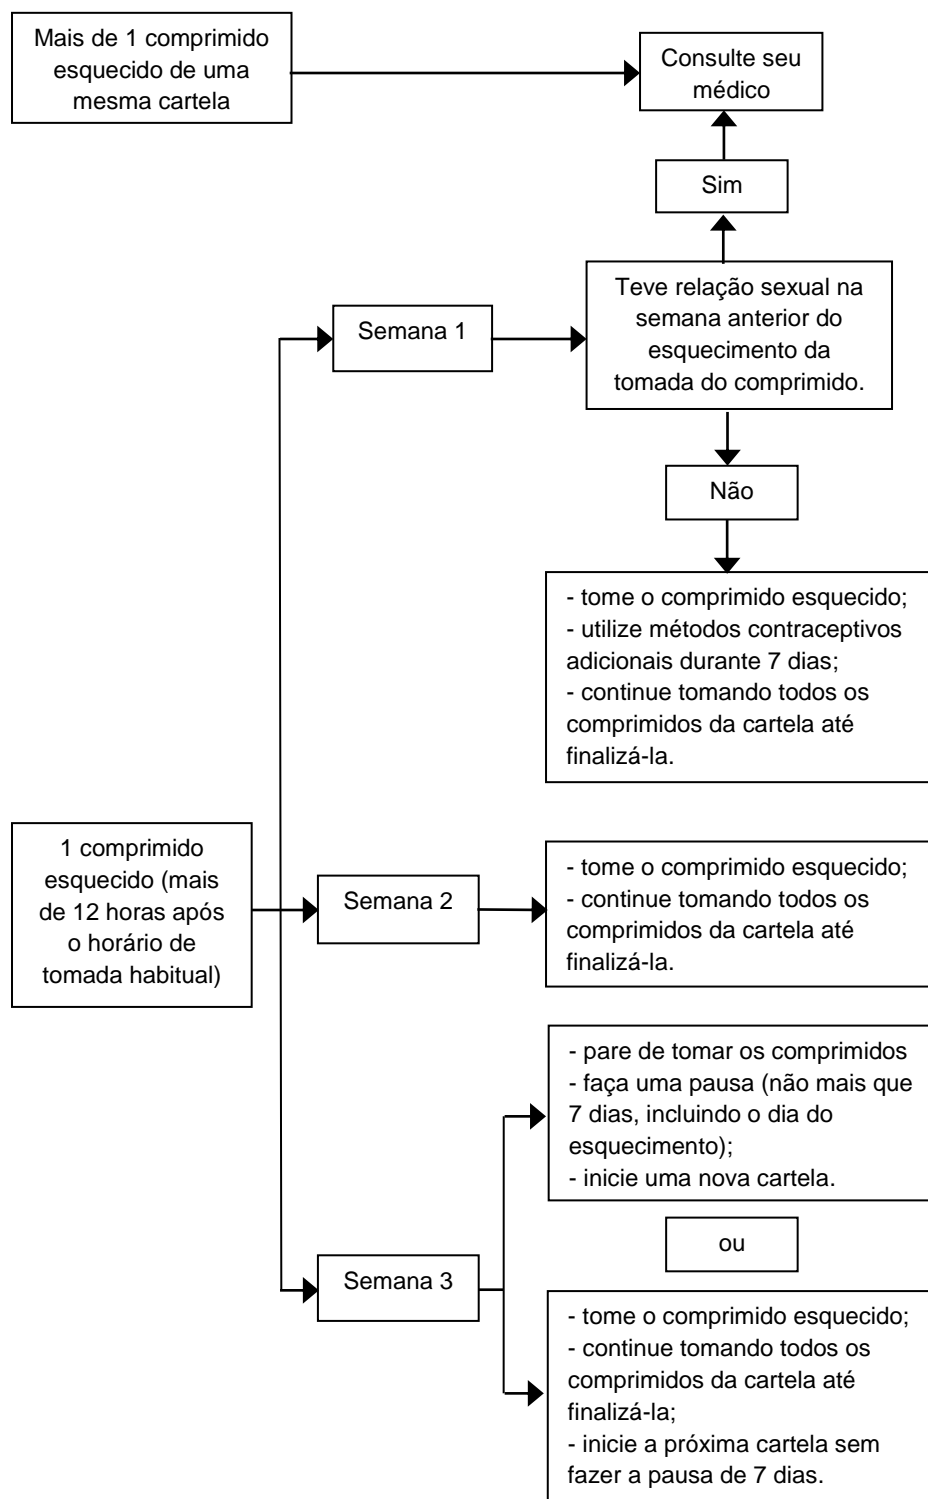 Mais de 1 comprimido
esquecido de uma
mesma cartela
Consulte seu
médico
Sim
Teve relação sexual na
semana anterior do
esquecimento da
tomada do comprimido.
Semana 1
Não
- tome o comprimido esquecido;
- utilize métodos contraceptivos
adicionais durante 7 dias;
- continue tomando todos os
comprimidos da cartela até
finalizá-la.
1 comprimido
esquecido (mais
de 12 horas após
o horário de
tomada habitual)
Semana 2
- tome o comprimido esquecido;
- continue tomando todos os
comprimidos da cartela até
finalizá-la.
Semana 3
- pare de tomar os comprimidos
- faça uma pausa (não mais que
7 dias, incluindo o dia do
esquecimento);
- inicie uma nova cartela.
ou
- tome o comprimido esquecido;
- continue tomando todos os
comprimidos da cartela até
finalizá-la;
- inicie a próxima cartela sem
fazer a pausa de 7 dias.